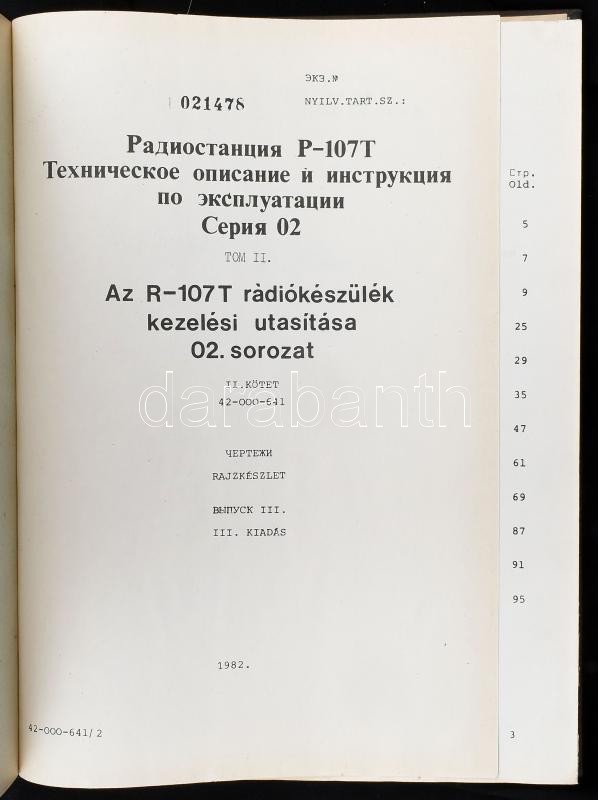 ЭКЗ.№
021478
NYILV.TART.SZ.:
Радиостанция Р-107Т
Техническое описание и инструкция
по эксплуатации
Серия 02
ТОМ II.
Az R-107T ràdiókészülék
kezelési utasítása
02. sorozat
II.KÖTET
42-000-641
darabanth
ЧЕРТЕЖИ
RAJZKÉSZLET
ВЫПУСК III.
III. KIADÁS
1982.
42-000-641/2
Стр.
Old.
5
7
9
25
29
35
47
61
69
87
91
95
3